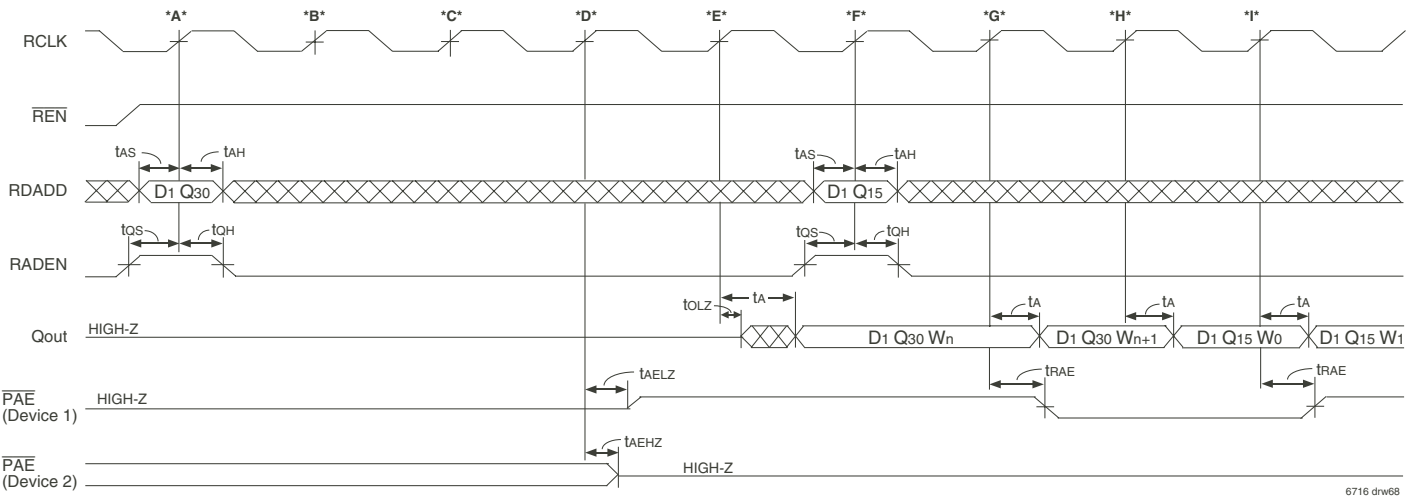 *A* *B* *C* *D* *E* *F* *G* *H* *I*
RCLK
REN
tAS tAH tAS tAH
RDADD D1 Q30 D1 Q15
tQS tQH tQS tQH
RADEN
tOLZ tA tA tA tA
Qout HIGH-Z D1 Q30 Wn D1 Q30 Wn+1 D1 Q15 W0 D1 Q15 W1
tAELZ tRAE tRAE
PAE
(Device 1) HIGH-Z
tAEHZ
PAE
(Device 2) HIGH-Z
6716 drw68